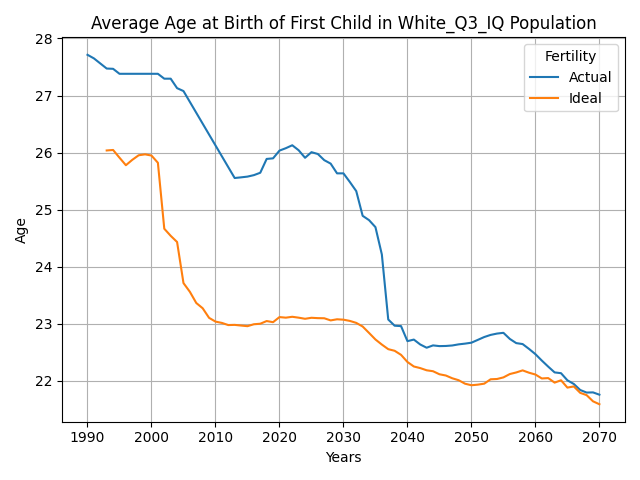 Average Age at Birth of First Child in White_Q3_IQ Population
Fertility
Actual
Ideal
28
27
26
25
24
23
22
Age
1990 2000 2010 2020 2030 2040 2050 2060 2070
Years